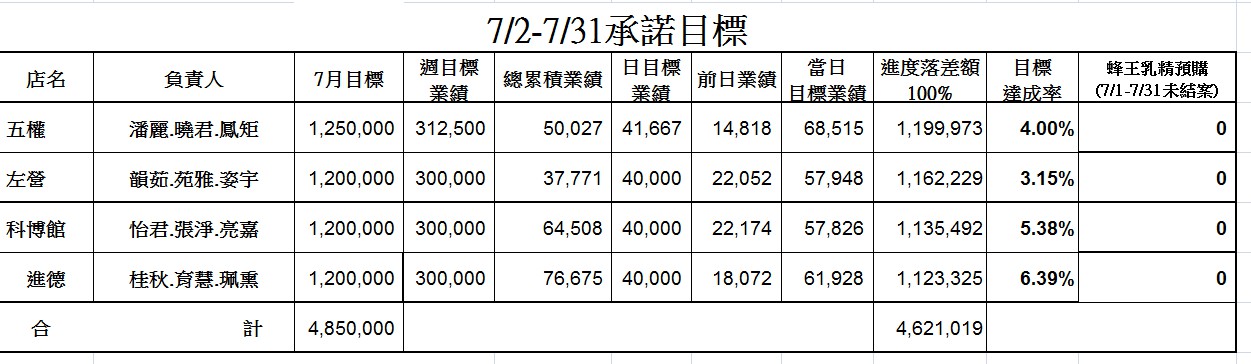 7/2-7/31承諾目標
店名 負責人 7月目標 週目標業績 總累積業績 日目標業績 前日業績 當日目標業績 進度落差額100% 目標達成率 蜂王乳精預購(7/1-7/31未結案)
五權 潘麗.曉君.鳳矩 1,250,000 312,500 50,027 41,667 14,818 68,515 1,199,973 4.00% 0
左營 韻茹.苑雅.姿宇 1,200,000 300,000 37,771 40,000 22,052 57,948 1,162,229 3.15% 0
科博館 怡君.張淨.亮嘉 1,200,000 300,000 64,508 40,000 22,174 57,826 1,135,492 5.38% 0
進德 桂秋.育慧.珮熏 1,200,000 300,000 76,675 40,000 18,072 61,928 1,123,325 6.39% 0
合計 4,850,000 4,621,019